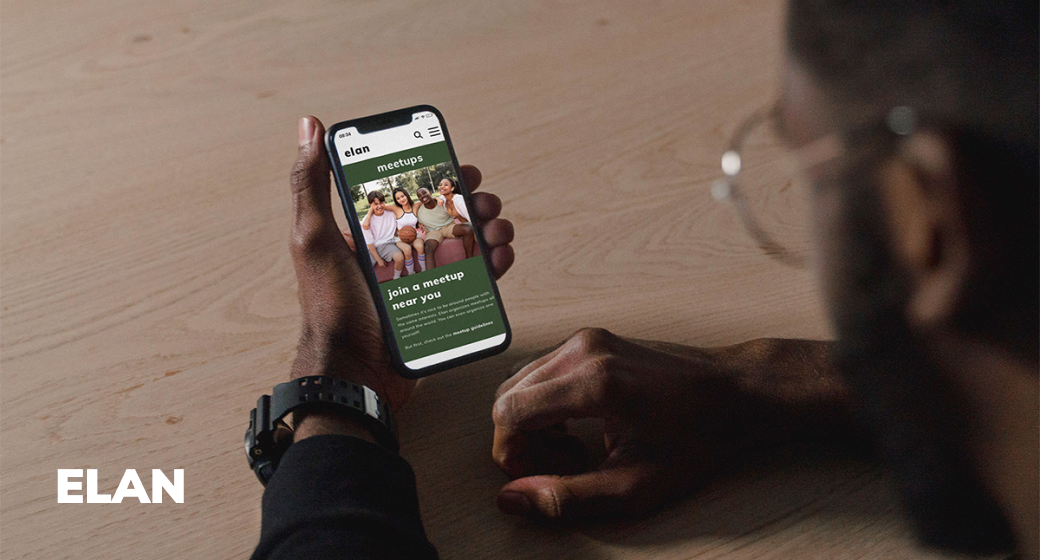 08:36
elan
meetups
join a meetup
near you
Sometimes it's nice to be around people with
the same interests. Elan organizes meetups all
around the world. You can even organize one
yourself!
But first, check out the meetup guidelines
ELAN